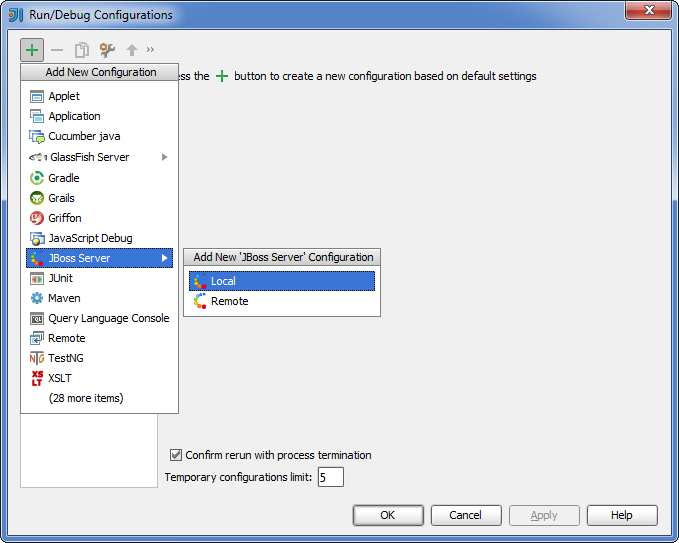 Run/Debug Configurations
Add New Configuration
ess the + button to create a new configuration based on default settings
Applet
Application
Cucumber java
GlassFish Server
Gradle
Grails
Griffon
JavaScript Debug
JBoss Server
Add New 'JBoss Server' Configuration
JUnit
Local
Maven
Remote
Query Language Console
Remote
TestNG
XSLT
(28 more items)
Confirm rerun with process termination
Temporary configurations limit: 5
OK Cancel Apply Help